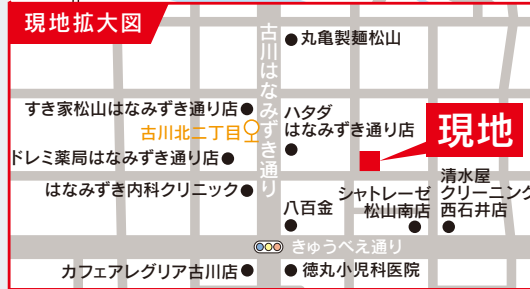 現地拡大図
丸亀製麺松山
古川はなみずき通り
すき家松山はなみずき通り店
古川北二丁目
ハタダ
はなみずき通り店
現地
ドレミ薬局はなみずき通り店
はなみずき内科クリニック
八百金
シャトレーゼ
松山南店
清水屋
クリーニング
西石井店
きゅうべえ通り
カフェアレグリア古川店
徳丸小児科医院